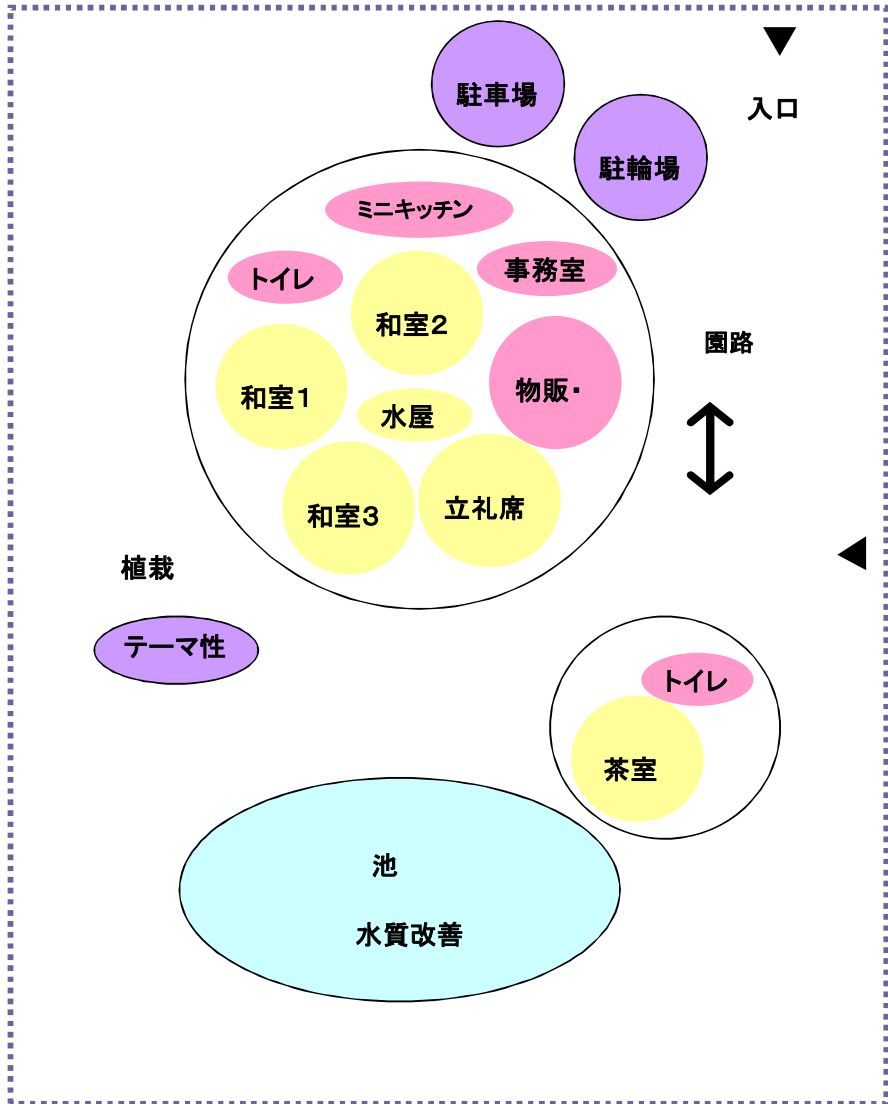 駐車場
入口
駐輪場
ミニキッチン
トイレ
事務室
和室２
園路
和室１
物販・
水屋
和室３
立礼席
植栽
テーマ性
トイレ
茶室
池
水質改善